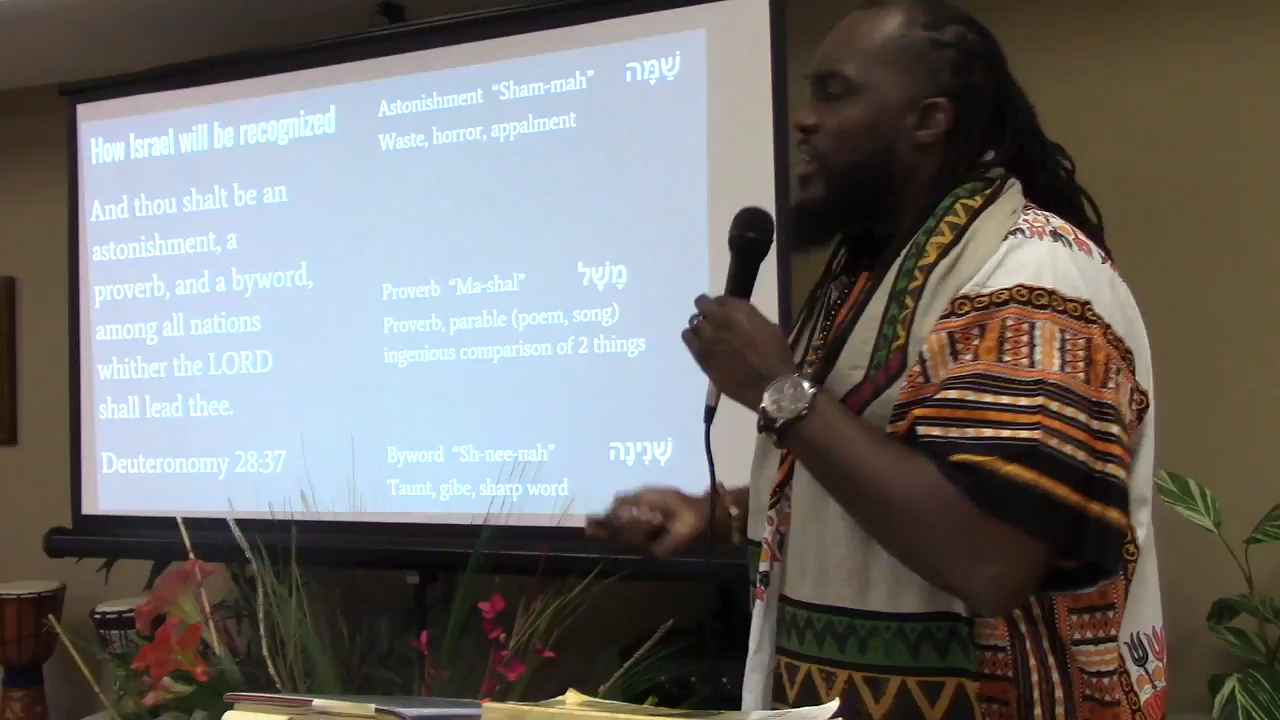 How Israel will be recognized
And thou shalt be an
astonishment, a
proverb, and a byword,
among all nations
whither the LORD
shall lead thee.
Deuteronomy 28:37
Astonishment "Sham-mah" שַׁמָּה
Waste, horror, appalment
Proverb "Ma-shal" מָשָׁל
Proverb, parable (poem, song)
ingenious comparison of 2 things
Byword "Sh-nee-nah" שְׁנִינָה
Taunt, gibe, sharp word